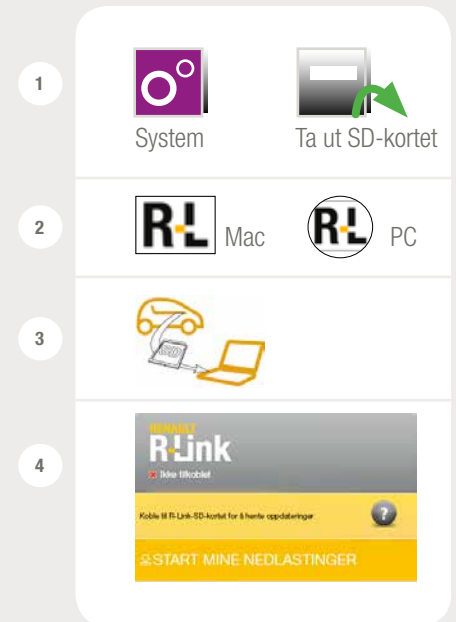 1
System
Ta ut SD-kortet
2
R-L Mac
R-L PC
3
SD
4
RENAULT
R-Link
Ikke tilkoblet
Koble til R-Link-SD-kortet for å hente oppdateringer
?
START MINE NEDLASTINGER